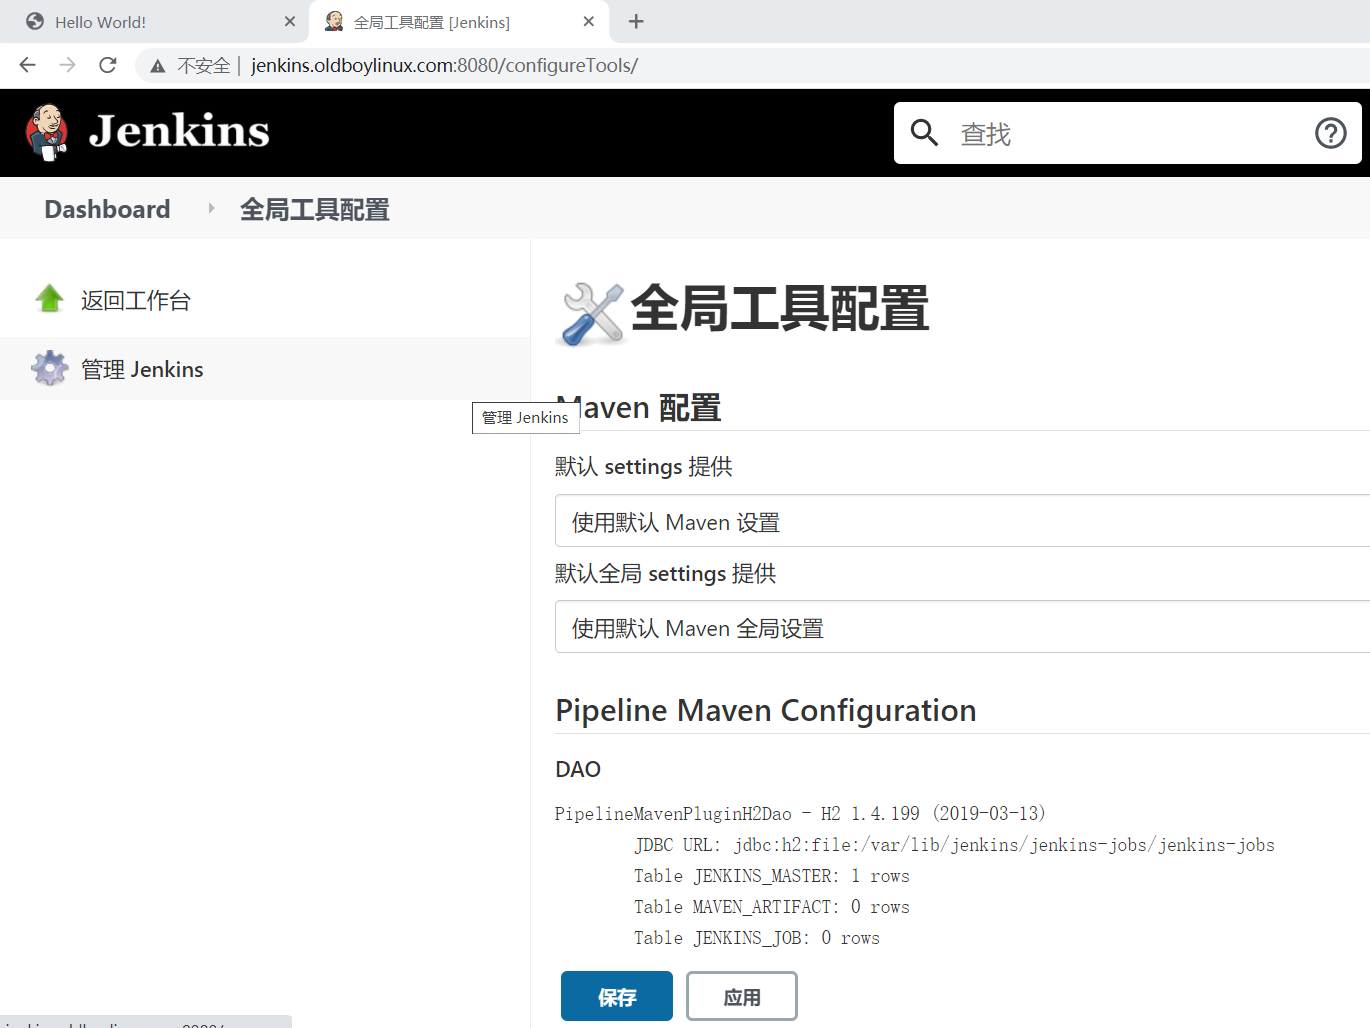 Hello World!
全局工具配置 [Jenkins]
不安全 | jenkins.oldboylinux.com:8080/configureTools/
Jenkins
查找
Dashboard
全局工具配置
返回工作台
管理 Jenkins
管理 Jenkins
全局工具配置
Maven 配置
默认 settings 提供
使用默认 Maven 设置
默认全局 settings 提供
使用默认 Maven 全局设置
Pipeline Maven Configuration
DAO
PipelineMavenPluginH2Dao - H2 1.4.199 (2019-03-13)
JDBC URL: jdbc:h2:file:/var/lib/jenkins/jenkins-jobs/jenkins-jobs
Table JENKINS_MASTER: 1 rows
Table MAVEN_ARTIFACT: 0 rows
Table JENKINS_JOB: 0 rows
保存
应用